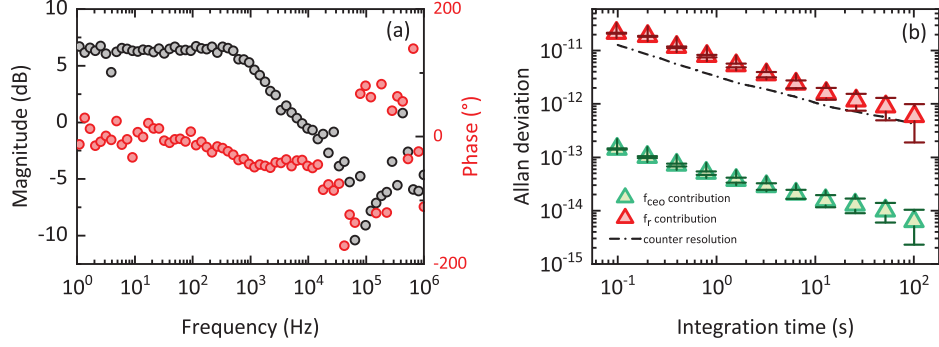 (a)
10
5
0
-5
-10
Magnitude (dB)
200
0
-200
Phase (°)
10⁰ 10¹ 10² 10³ 10⁴ 10⁵ 10⁶
Frequency (Hz)
(b)
10⁻¹¹
10⁻¹²
10⁻¹³
10⁻¹⁴
10⁻¹⁵
Allan deviation
f_CEO contribution
f_r contribution
counter resolution
10⁻¹ 10⁰ 10¹ 10²
Integration time (s)